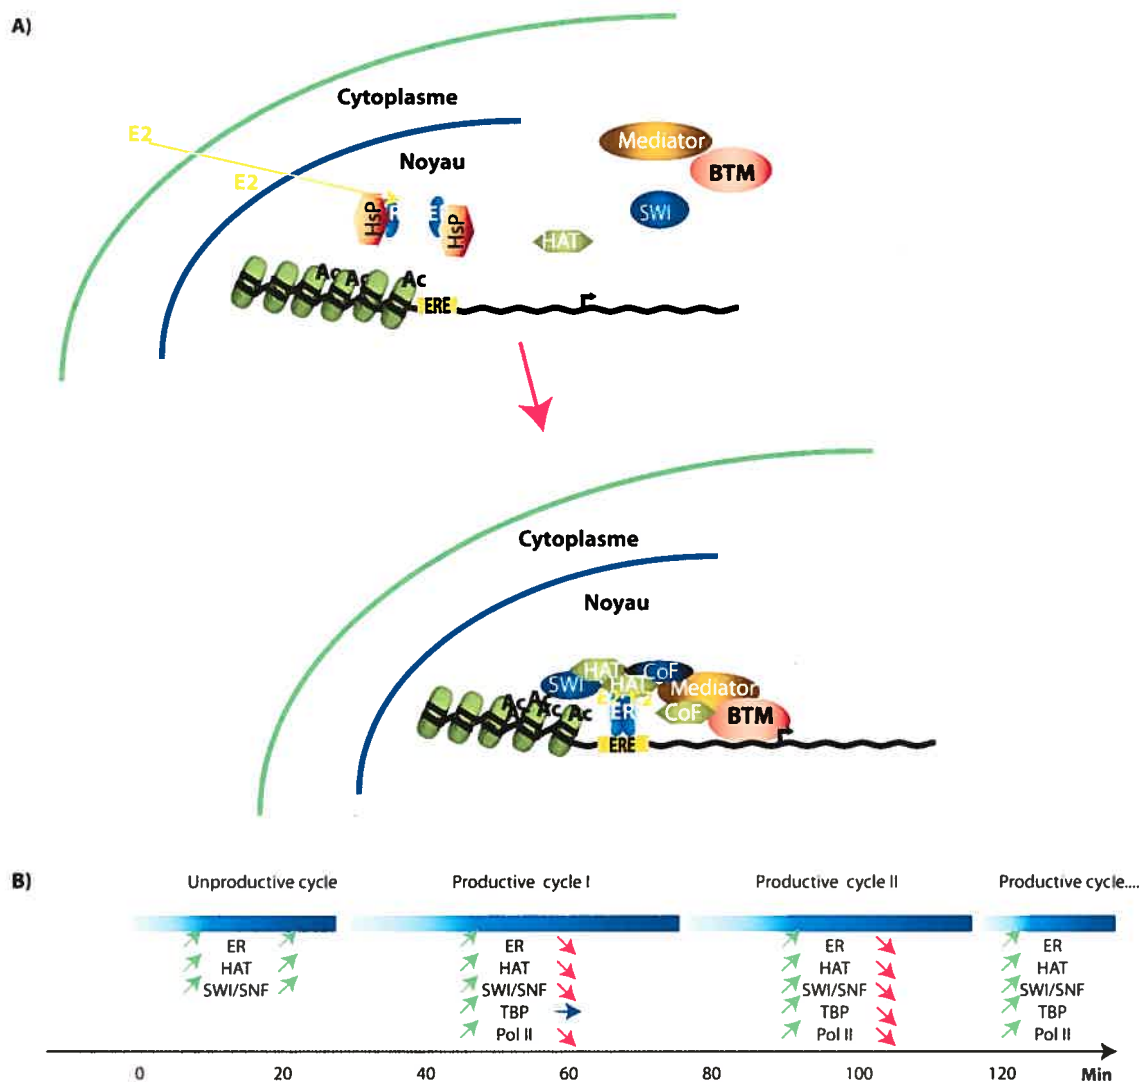 A)
Cytoplasme
E2
Mediator
Noyau
BTM
E2
HsP
R
E
HsP
SWI
HAT
Ac Ac Ac
ERE
Cytoplasme
Noyau
HAT
CoF
SWI
HAT
Mediator
Ac Ac Ac Ac
ER
CoF
BTM
ERE
B)
Unproductive cycle
Productive cycle I
Productive cycle II
Productive cycle....
ER
HAT
SWI/SNF
ER
HAT
SWI/SNF
TBP
Pol II
ER
HAT
SWI/SNF
TBP
Pol II
ER
HAT
SWI/SNF
TBP
Pol II
0 20 40 60 80 100 120 Min